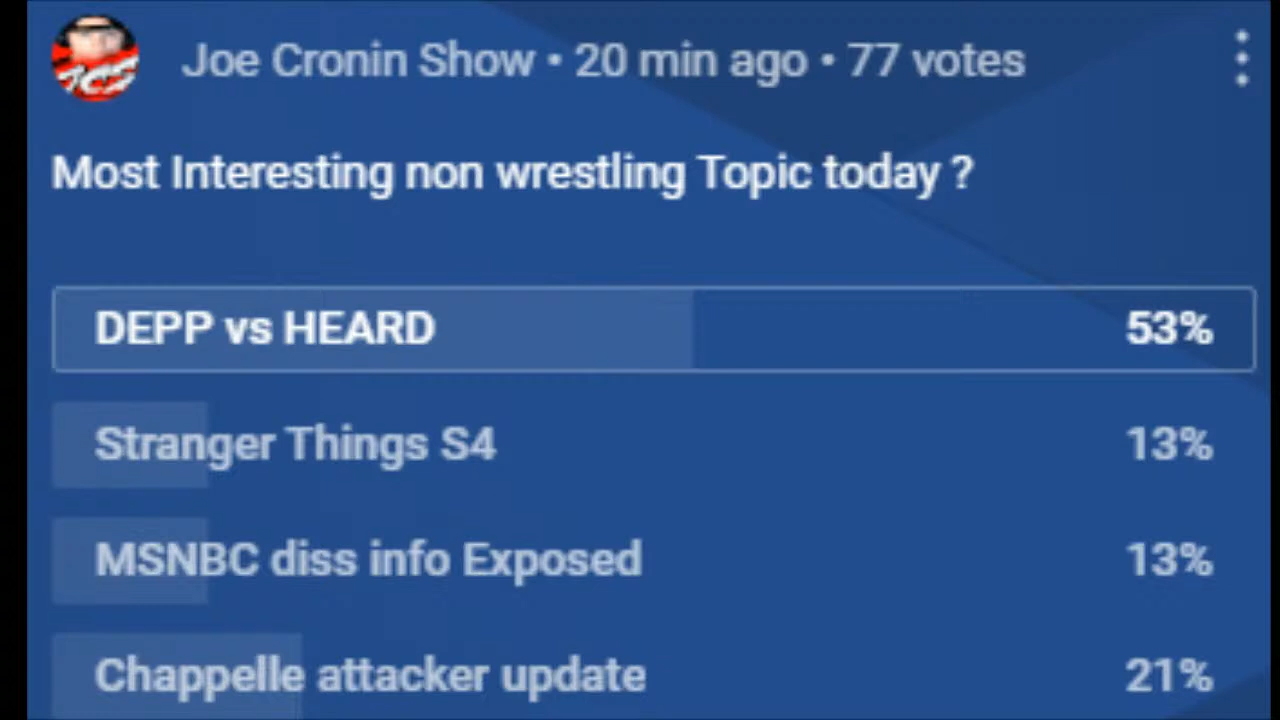 JCS
Joe Cronin Show • 20 min ago • 77 votes
Most Interesting non wrestling Topic today ?
DEPP vs HEARD 53%
Stranger Things S4 13%
MSNBC diss info Exposed 13%
Chappelle attacker update 21%